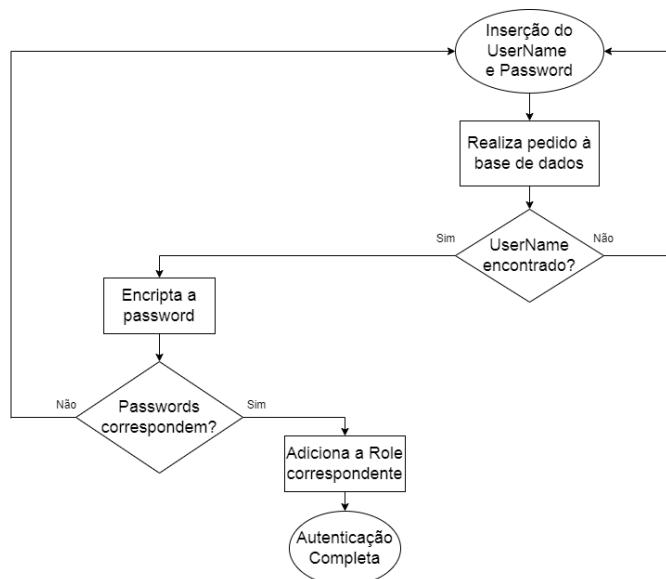 Inserção do
UserName
e Password
Realiza pedido à
base de dados
Sim
UserName
encontrado?
Não
Encripta a
password
Não
Passwords
correspondem?
Sim
Adiciona a Role
correspondente
Autenticação
Completa